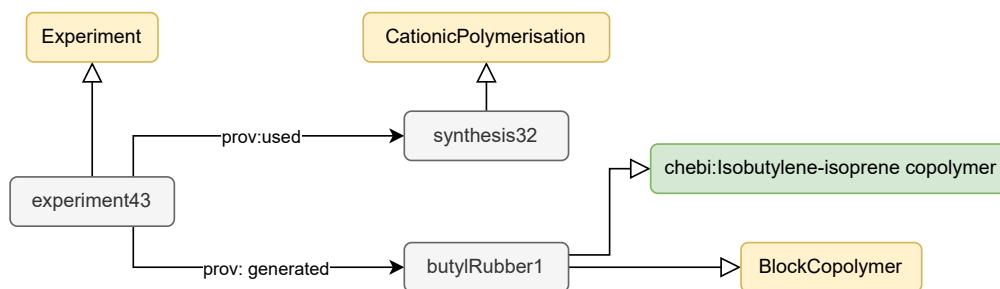 Experiment
CationicPolymerisation
prov:used
synthesis32
chebi:Isobutylene-isoprene copolymer
experiment43
prov: generated
butylRubber1
BlockCopolymer